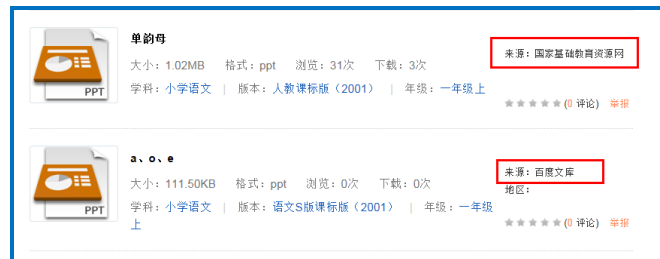 单韵母
来源：国家基础教育资源网
大小：1.02MB 格式：ppt 浏览：31次 下载：3次
PPT
学科：小学语文 | 版本：人教课标版（2001） | 年级：一年级上
(0 评论) 举报
a、o、e
来源：百度文库
大小：111.50KB 格式：ppt 浏览：0次 下载：0次
地区：
PPT
学科：小学语文 | 版本：语文S版课标版（2001） | 年级：一年级
上
(0 评论) 举报